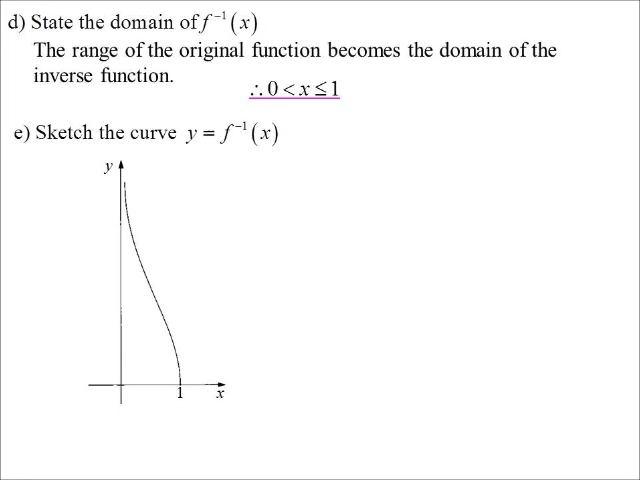 d) State the domain of f⁻¹(x)
The range of the original function becomes the domain of the
inverse function.
∴ 0 < x ≤ 1
e) Sketch the curve y = f⁻¹(x)
y
1 x